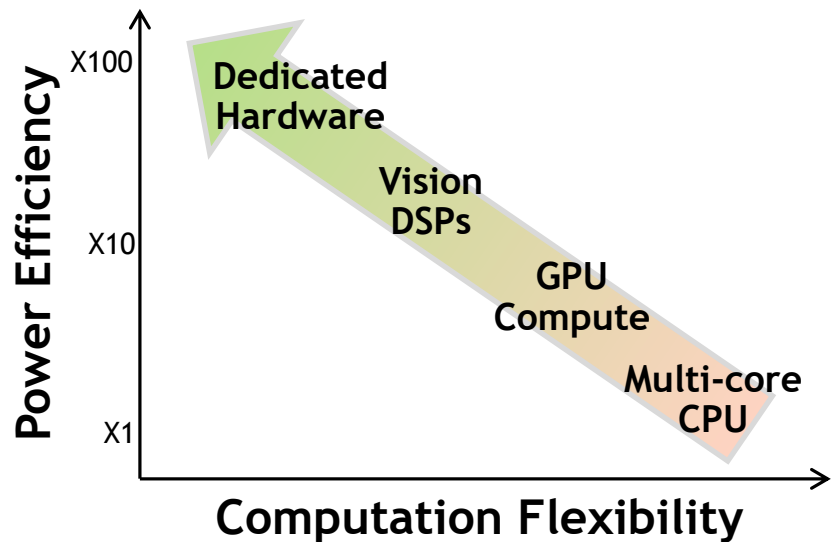 X100
Dedicated
Hardware
Vision
DSPs
X10
GPU
Compute
Multi-core
CPU
X1
Power Efficiency
Computation Flexibility